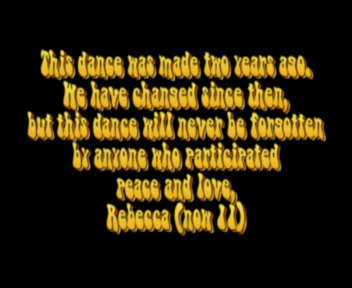 This dance was made two years ago.
We have changed since then,
but this dance will never be forgotten
by anyone who participated
peace and love,
Rebecca (now 11)